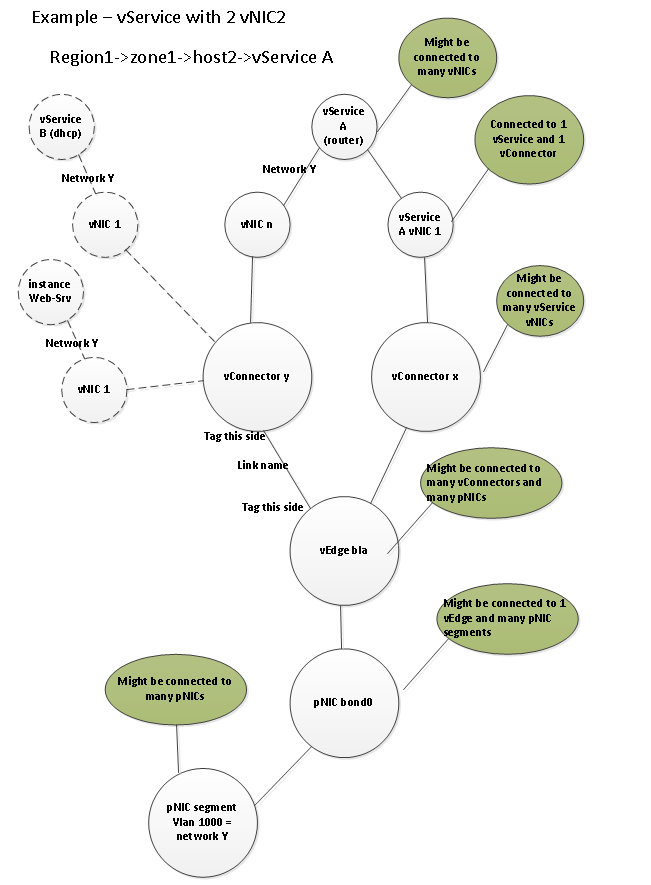 Example – vService with 2 vNIC2
Region1->zone1->host2->vService A
Might be
connected to
many vNICs
vService
B (dhcp)
vService
A
(router)
Connected to 1
vService and 1
vConnector
Network Y
Network Y
vNIC 1
vNIC n
vService
A vNIC 1
instance
Web-Srv
Might be
connected to
many vService
vNICs
Network Y
vNIC 1
vConnector y
vConnector x
Tag this side
Link name
Tag this side
Might be connected to
many vConnectors and
many pNICs
vEdge bla
Might be connected to 1
vEdge and many pNIC
segments
Might be connected to
many pNICs
pNIC bond0
pNIC segment
Vlan 1000 =
network Y